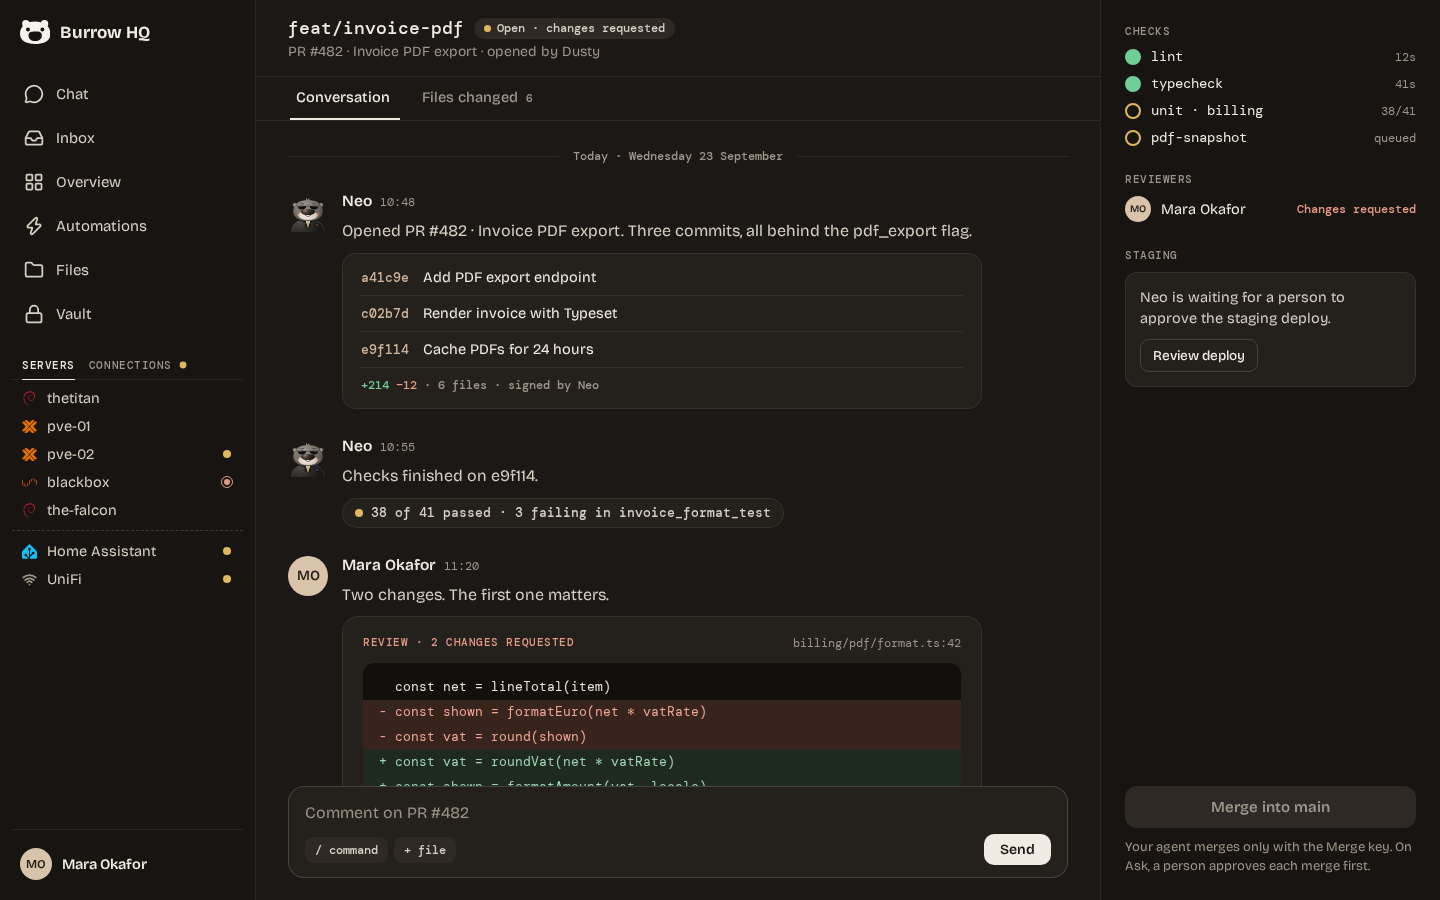 Burrow HQ
Chat
Inbox
Overview
Automations
Files
Vault
SERVERS CONNECTIONS
thetitan
pve-01
pve-02
blackbox
the-falcon
Home Assistant
UniFi
MO Mara Okafor
feat/invoice-pdf Open · changes requested
PR #482 · Invoice PDF export · opened by Dusty
Conversation Files changed 6
Today · Wednesday 23 September
Neo 10:48
Opened PR #482 · Invoice PDF export. Three commits, all behind the pdf_export flag.
a41c9e Add PDF export endpoint
c02b7d Render invoice with Typeset
e9f114 Cache PDFs for 24 hours
+214 −12 · 6 files · signed by Neo
Neo 10:55
Checks finished on e9f114.
38 of 41 passed · 3 failing in invoice_format_test
MO Mara Okafor 11:20
Two changes. The first one matters.
REVIEW · 2 CHANGES REQUESTED billing/pdf/format.ts:42
const net = lineTotal(item)
- const shown = formatEuro(net * vatRate)
- const vat = round(shown)
+ const vat = roundVat(net * vatRate)
+ const shown = formatAmount(vat, locale)
Comment on PR #482
/ command + file Send
CHECKS
lint 12s
typecheck 41s
unit · billing 38/41
pdf-snapshot queued
REVIEWERS
MO Mara Okafor Changes requested
STAGING
Neo is waiting for a person to
approve the staging deploy.
Review deploy
Merge into main
Your agent merges only with the Merge key. On
Ask, a person approves each merge first.